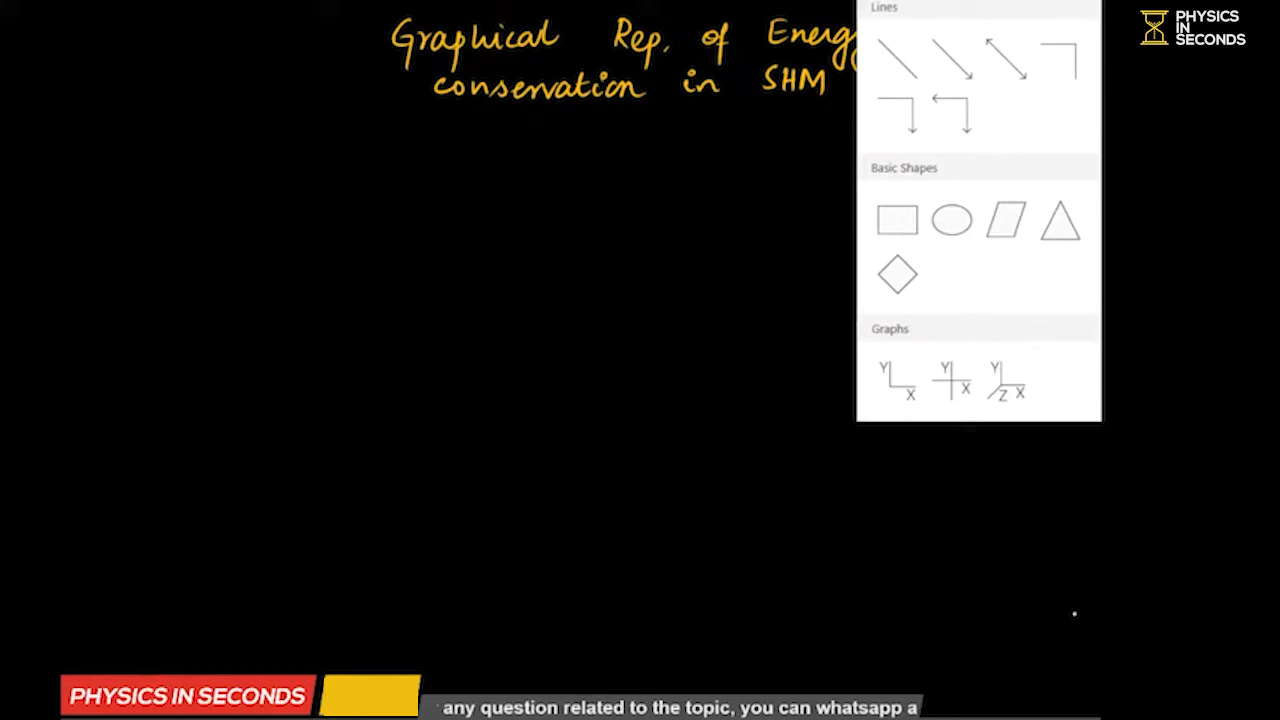 Graphical Rep. of Energy
conservation in SHM
Lines
Basic Shapes
Graphs
Y
X
Y
X
Y
Z X
PHYSICS
IN
SECONDS
PHYSICS IN SECONDS
any question related to the topic, you can whatsapp a